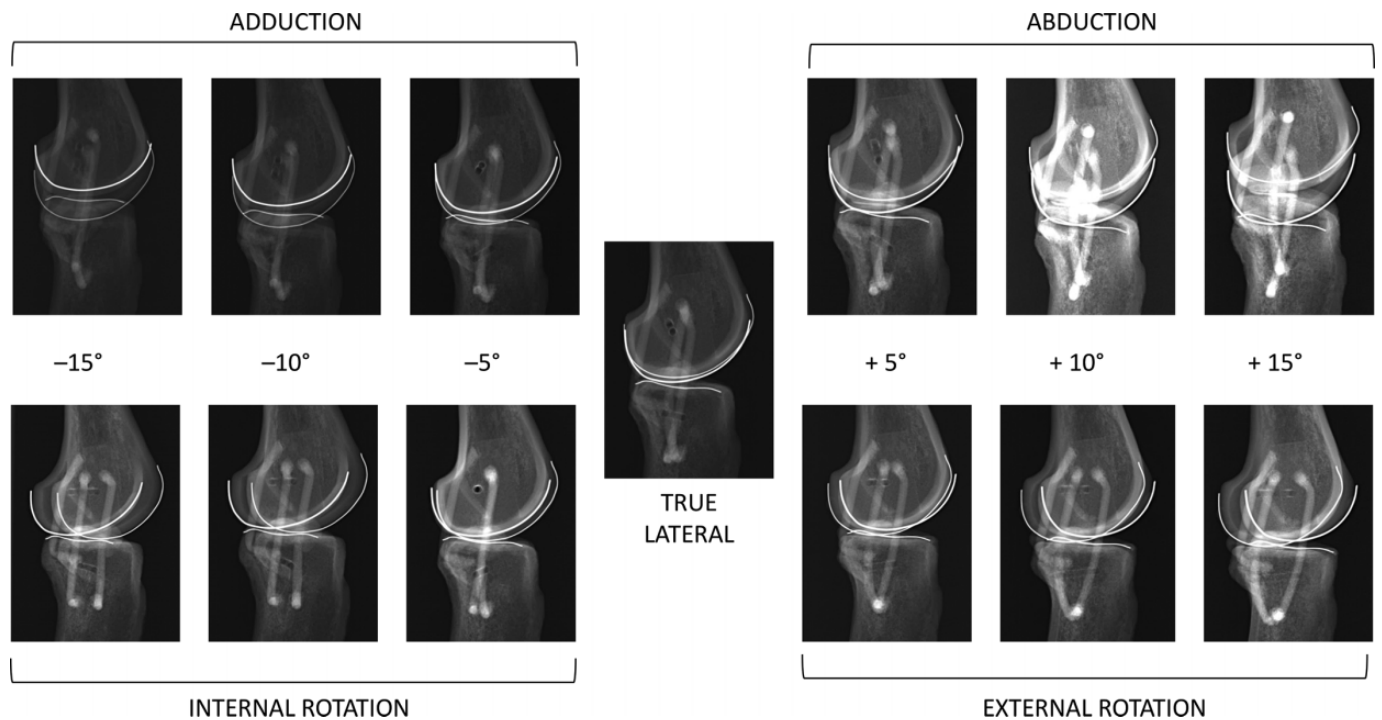 ADDUCTION
ABDUCTION
–15°
–10°
–5°
+ 5°
+ 10°
+ 15°
TRUE
LATERAL
INTERNAL ROTATION
EXTERNAL ROTATION